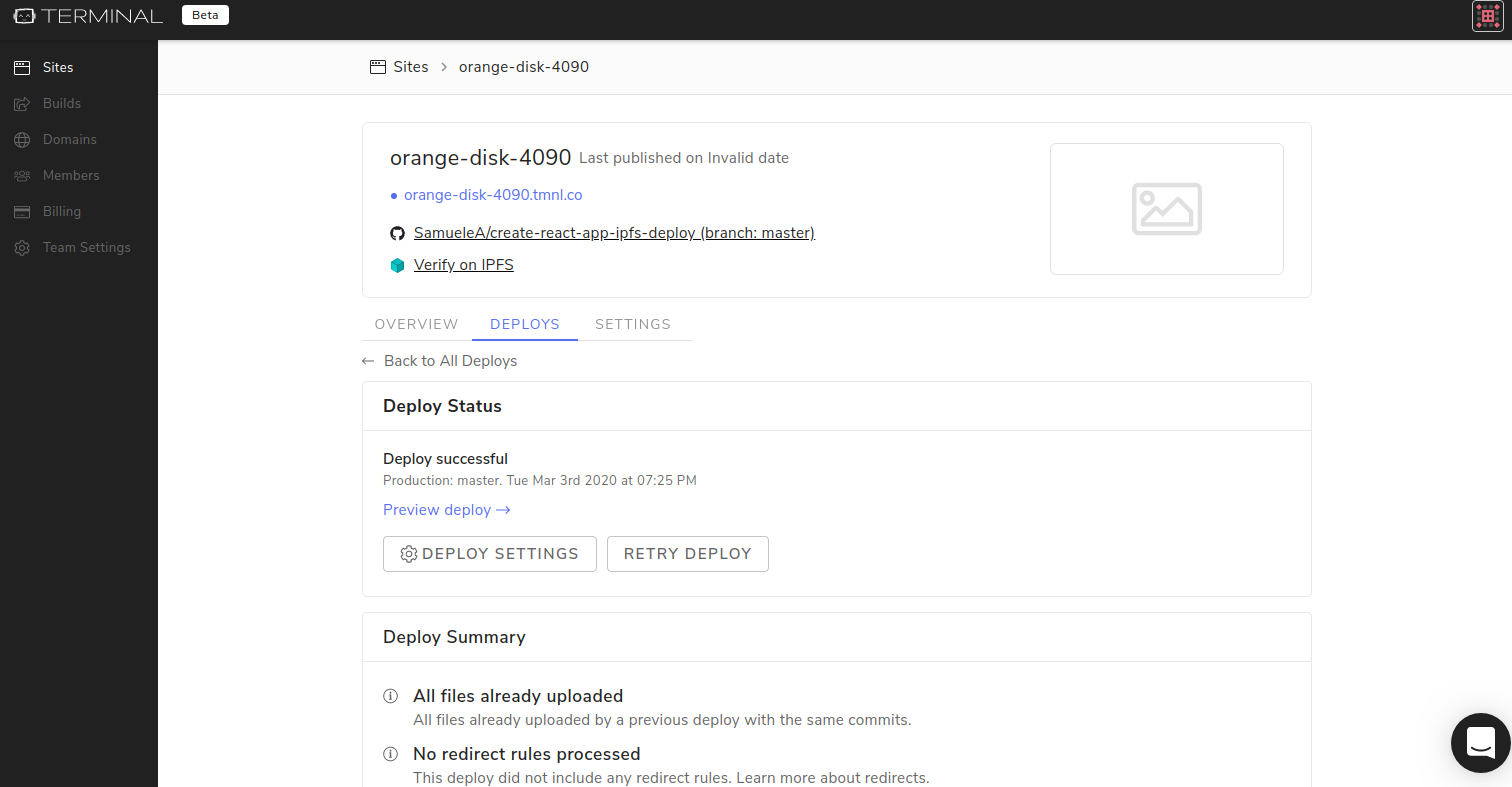 TERMINAL Beta
Sites
Builds
Domains
Members
Billing
Team Settings
Sites > orange-disk-4090
orange-disk-4090 Last published on Invalid date
orange-disk-4090.tmnl.co
SamueleA/create-react-app-ipfs-deploy (branch: master)
Verify on IPFS
OVERVIEW DEPLOYS SETTINGS
← Back to All Deploys
Deploy Status
Deploy successful
Production: master. Tue Mar 3rd 2020 at 07:25 PM
Preview deploy →
DEPLOY SETTINGS RETRY DEPLOY
Deploy Summary
All files already uploaded
All files already uploaded by a previous deploy with the same commits.
No redirect rules processed
This deploy did not include any redirect rules. Learn more about redirects.